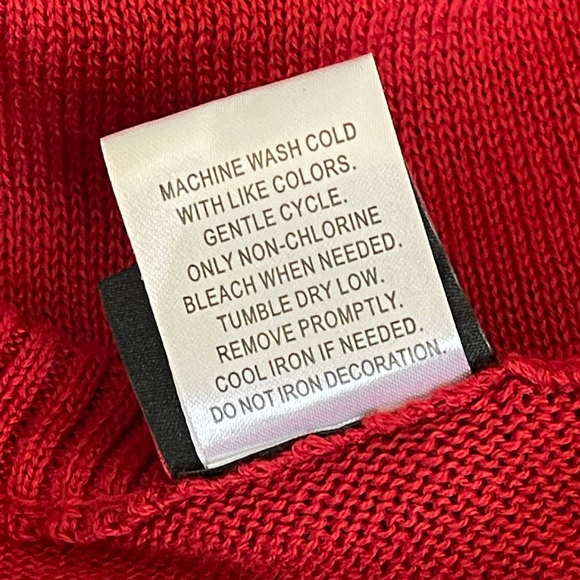 MACHINE WASH COLD
WITH LIKE COLORS.
GENTLE CYCLE.
ONLY NON-CHLORINE
BLEACH WHEN NEEDED.
TUMBLE DRY LOW.
REMOVE PROMPTLY.
COOL IRON IF NEEDED.
DO NOT IRON DECORATION.